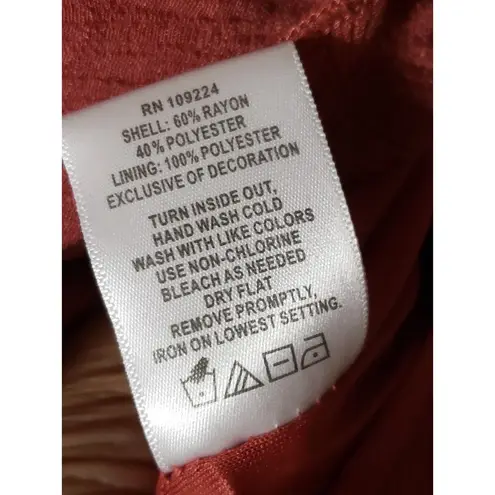 RN 109224
SHELL: 60% RAYON
40% POLYESTER
LINING: 100% POLYESTER
EXCLUSIVE OF DECORATION
TURN INSIDE OUT,
HAND WASH COLD
WASH WITH LIKE COLORS
USE NON-CHLORINE
BLEACH AS NEEDED
DRY FLAT
REMOVE PROMPTLY,
IRON ON LOWEST SETTING.